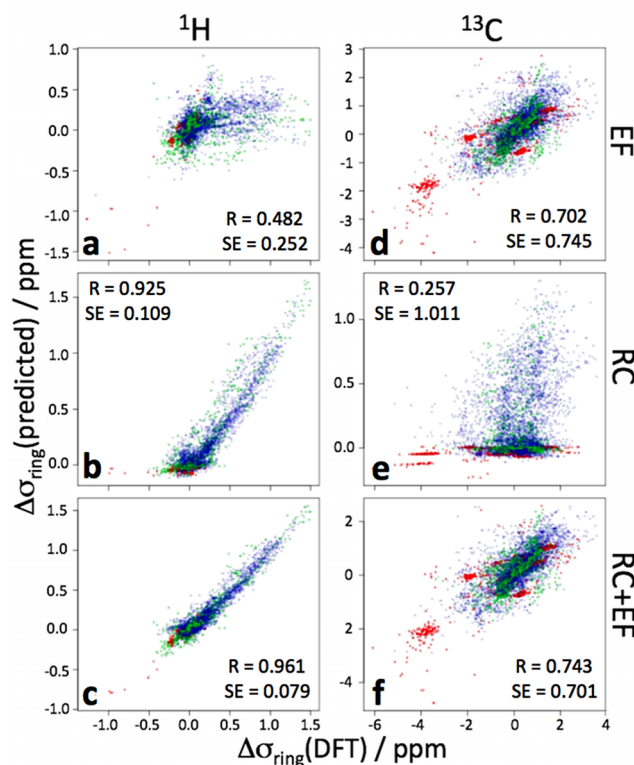 ¹H
¹³C
1.0
0.5
0.0
-0.5
-1.0
-1.5
a
R = 0.482
SE = 0.252
3
2
1
0
-1
-2
-3
-4
d
R = 0.702
SE = 0.745
EF
Δσring(predicted) / ppm
1.5
1.0
0.5
0.0
b
R = 0.925
SE = 0.109
1.0
0.5
0.0
e
R = 0.257
SE = 1.011
RC
1.5
1.0
0.5
0.0
-0.5
-1.0
c
R = 0.961
SE = 0.079
-1.0 -0.5 0.0 0.5 1.0 1.5
2
0
2
-4
f
R = 0.743
SE = 0.701
-6 -4 -2 0 2 4
RC+EF
Δσring(DFT) / ppm